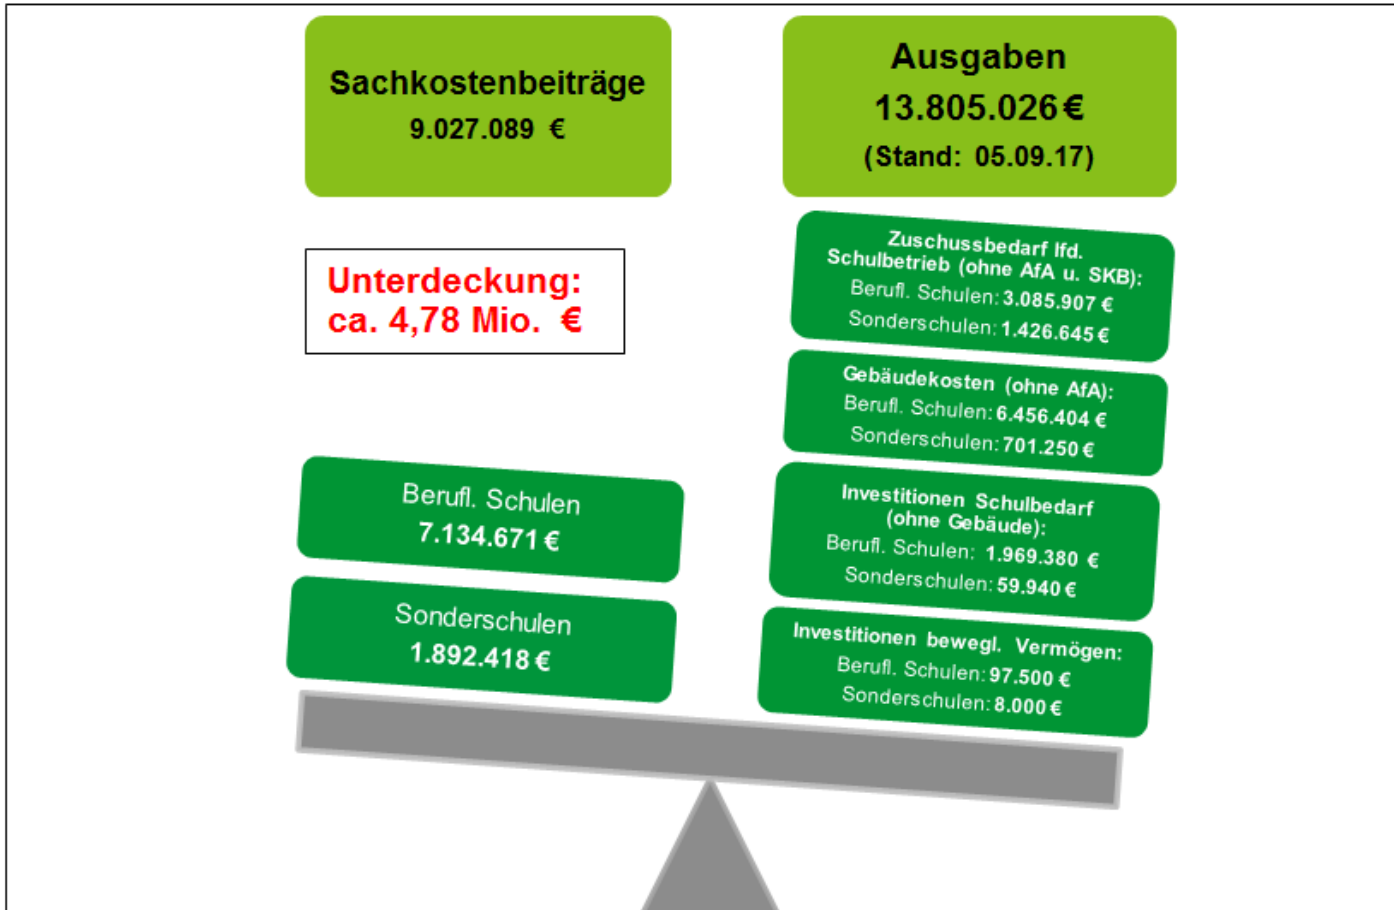 Sachkostenbeiträge
9.027.089 €
Ausgaben
13.805.026 €
(Stand: 05.09.17)
Unterdeckung:
ca. 4,78 Mio. €
Berufl. Schulen
7.134.671 €
Sonderschulen
1.892.418 €
Zuschussbedarf lfd.
Schulbetrieb (ohne AfA u. SKB):
Berufl. Schulen: 3.085.907 €
Sonderschulen: 1.426.645 €
Gebäudekosten (ohne AfA):
Berufl. Schulen: 6.456.404 €
Sonderschulen: 701.250 €
Investitionen Schulbedarf
(ohne Gebäude):
Berufl. Schulen: 1.969.380 €
Sonderschulen: 59.940 €
Investitionen bewegl. Vermögen:
Berufl. Schulen: 97.500 €
Sonderschulen: 8.000 €